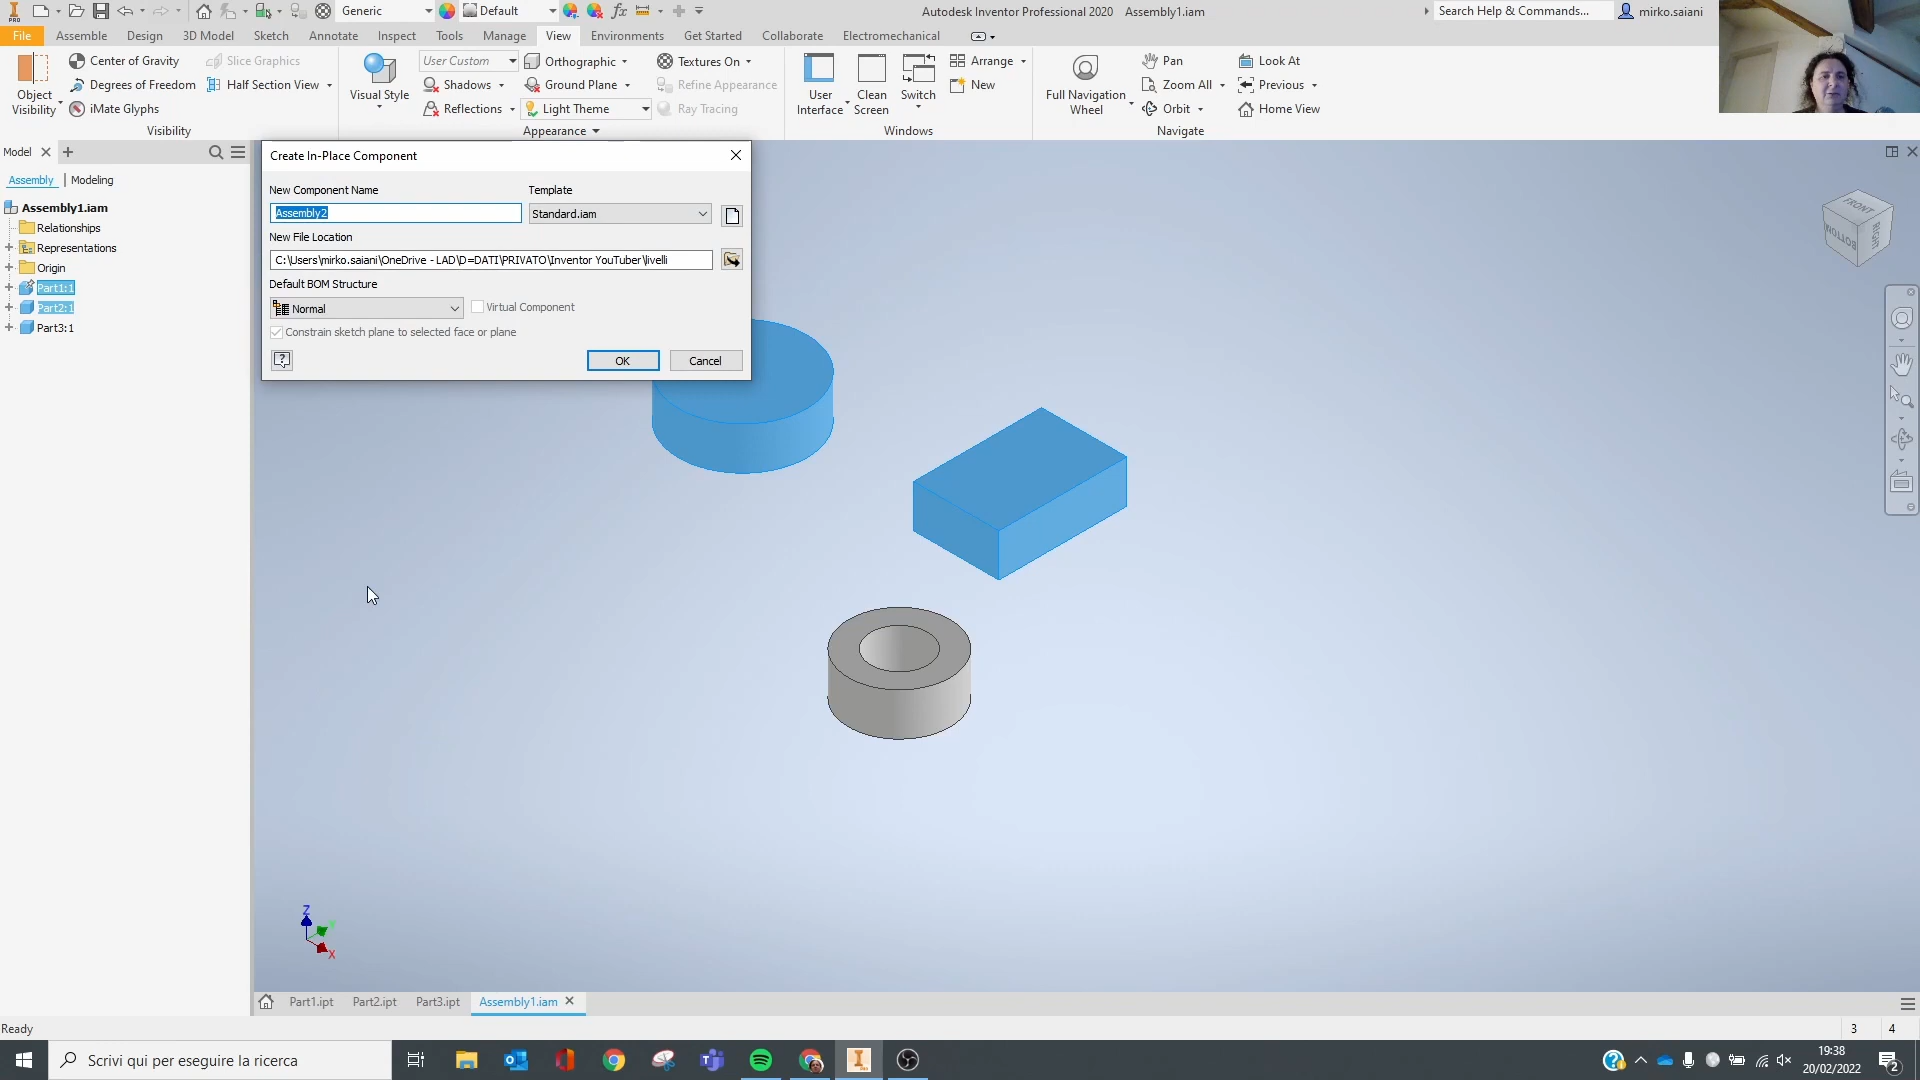 Generic
Default
Autodesk Inventor Professional 2020 Assembly1.iam
Search Help & Commands...
mirko.saiani
File Assemble Design 3D Model Sketch Annotate Inspect Tools Manage View Environments Get Started Collaborate Electromechanical
Object
Visibility
Center of Gravity
Slice Graphics
Degrees of Freedom
Half Section View
iMate Glyphs
Visibility
Visual Style
User Custom
Shadows
Reflections
Orthographic
Ground Plane
Light Theme
Textures On
Refine Appearance
Ray Tracing
Appearance
User
Interface
Clean
Screen
Switch
Arrange
New
Windows
Full Navigation
Wheel
Pan
Zoom All
Orbit
Look At
Previous
Home View
Navigate
Model
Assembly | Modeling
Assembly1.iam
Relationships
Representations
Origin
Part1:1
Part2:1
Part3:1
Create In-Place Component
New Component Name
Template
Assembly2
Standard.iam
New File Location
C:\Users\mirko.saiani\OneDrive - LAD\D=DATI\PRIVATO\Inventor YouTuber\livelli
Default BOM Structure
Normal
Virtual Component
Constrain sketch plane to selected face or plane
OK
Cancel
FRONT
RIGHT
BOTTOM
Z
X
Part1.ipt Part2.ipt Part3.ipt Assembly1.iam
Ready
3 4
Scrivi qui per eseguire la ricerca
19:38
20/02/2022
2